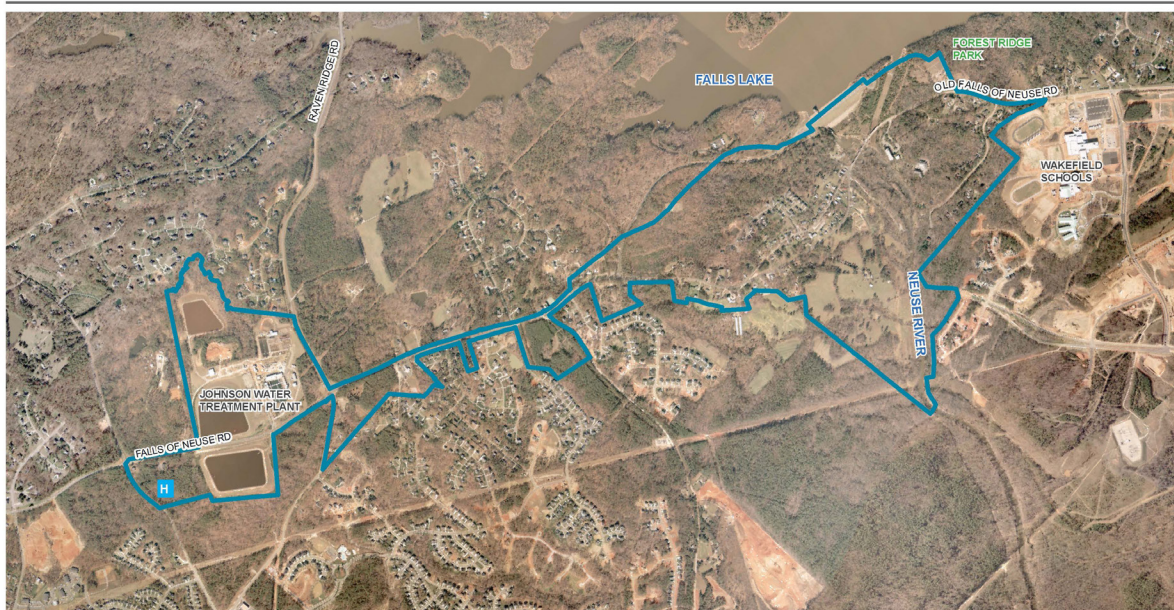 FOREST RIDGE
PARK
RAVEN RIDGE RD
FALLS LAKE
OLD FALLS OF NEUSE RD
WAKEFIELD
SCHOOLS
NEUSE RIVER
JOHNSON WATER
TREATMENT PLANT
FALLS OF NEUSE RD
H